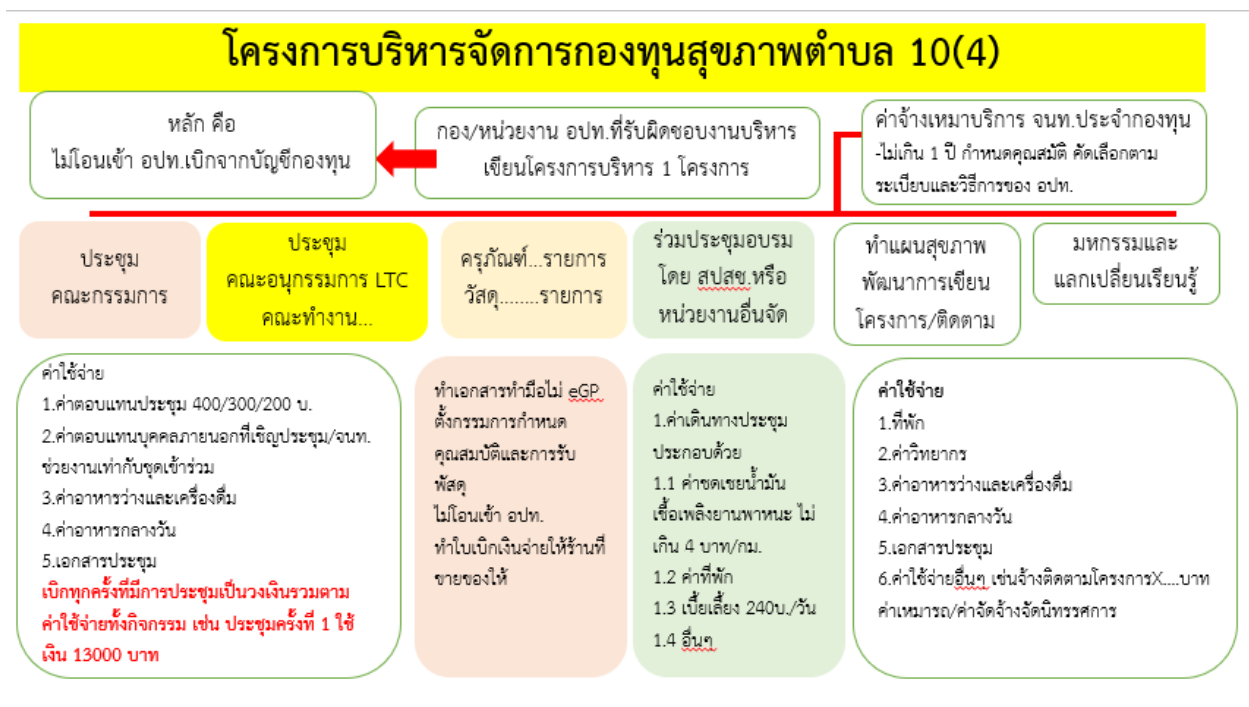 โครงการบริหารจัดการกองทุนสุขภาพตำบล 10(4)
หลัก คือ
ไม่โอนเข้า อปท.เบิกจากบัญชีกองทุน
กอง/หน่วยงาน อปท.ที่รับผิดชอบงานบริหาร
เขียนโครงการบริหาร 1 โครงการ
ค่าจ้างเหมาบริการ จนท.ประจำกองทุน
-ไม่เกิน 1 ปี กำหนดคุณสมบัติ คัดเลือกตาม
ระเบียบและวิธีการของ อปท.
ประชุม
คณะกรรมการ
ประชุม
คณะอนุกรรมการ LTC
คณะทำงาน...
ครุภัณฑ์...รายการ
วัสดุ........รายการ
ร่วมประชุมอบรม
โดย สปสช.หรือ
หน่วยงานอื่นจัด
ทำแผนสุขภาพ
พัฒนาการเขียน
โครงการ/ติดตาม
มหกรรมและ
แลกเปลี่ยนเรียนรู้
ค่าใช้จ่าย
1.ค่าตอบแทนประชุม 400/300/200 บ.
2.ค่าตอบแทนบุคคลภายนอกที่เชิญประชุม/จนท.
ช่วยงานเท่ากับชุดเข้าร่วม
3.ค่าอาหารว่างและเครื่องดื่ม
4.ค่าอาหารกลางวัน
5.เอกสารประชุม
เบิกทุกครั้งที่มีการประชุมเป็นวงเงินรวมตาม
ค่าใช้จ่ายทั้งกิจกรรม เช่น ประชุมครั้งที่ 1 ใช้
เงิน 13000 บาท
ทำเอกสารทำมือไม่ eGP
ตั้งกรรมการกำหนด
คุณสมบัติและการรับ
พัสดุ
ไม่โอนเข้า อปท.
ทำใบเบิกเงินจ่ายให้ร้านที่
ขายของให้
ค่าใช้จ่าย
1.ค่าเดินทางประชุม
ประกอบด้วย
1.1 ค่าชดเชยน้ำมัน
เชื้อเพลิงยานพาหนะ ไม่
เกิน 4 บาท/กม.
1.2 ค่าที่พัก
1.3 เบี้ยเลี้ยง 240บ./วัน
1.4 อื่นๆ
ค่าใช้จ่าย
1.ที่พัก
2.ค่าวิทยากร
3.ค่าอาหารว่างและเครื่องดื่ม
4.ค่าอาหารกลางวัน
5.เอกสารประชุม
6.ค่าใช้จ่ายอื่นๆ เช่นจ้างติดตามโครงการX....บาท
ค่าเหมารถ/ค่าจัดจ้างจัดนิทรรศการ